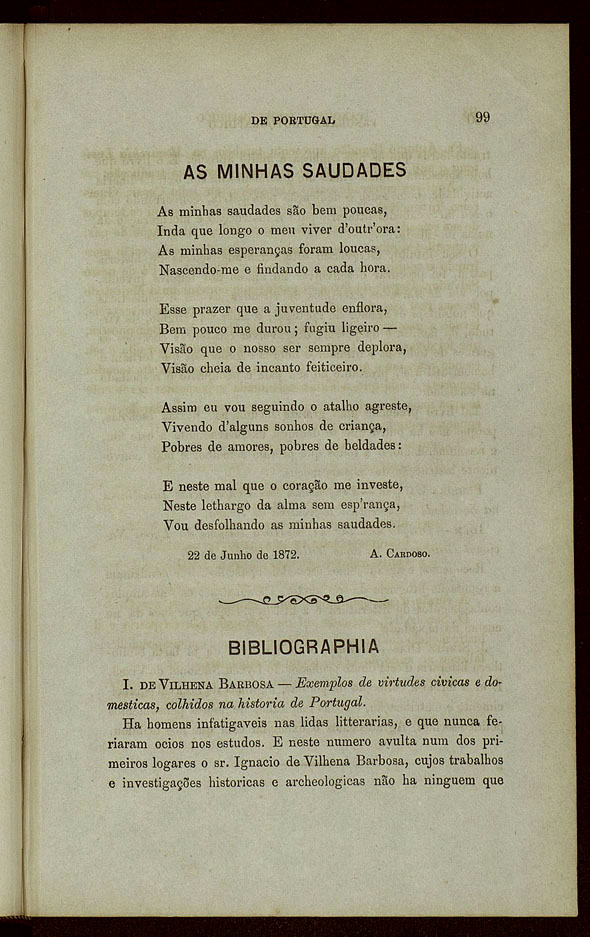 DE PORTUGAL 99
AS MINHAS SAUDADES
As minhas saudades são bem poucas,
Inda que longo o meu viver d'outr'ora:
As minhas esperanças foram loucas,
Nascendo-me e findando a cada hora.
Esse prazer que a juventude enflora,
Bem pouco me durou; fugiu ligeiro —
Visão que o nosso ser sempre deplora,
Visão cheia de incanto feiticeiro.
Assim eu vou seguindo o atalho agreste,
Vivendo d'alguns sonhos de criança,
Pobres de amores, pobres de beldades:
E neste mal que o coração me investe,
Neste lethargo da alma sem esp'rança,
Vou desfolhando as minhas saudades.
22 de Junho de 1872. A. CARDOSO.
BIBLIOGRAPHIA
I. DE VILHENA BARBOSA — Exemplos de virtudes civicas e do-
mesticas, colhidos na historia de Portugal.
Ha homens infatigaveis nas lidas litterarias, e que nunca fe-
riaram ocios nos estudos. E neste numero avulta num dos pri-
meiros logares o sr. Ignacio de Vilhena Barbosa, cujos trabalhos
e investigações historicas e archeologicas não ha ninguem que